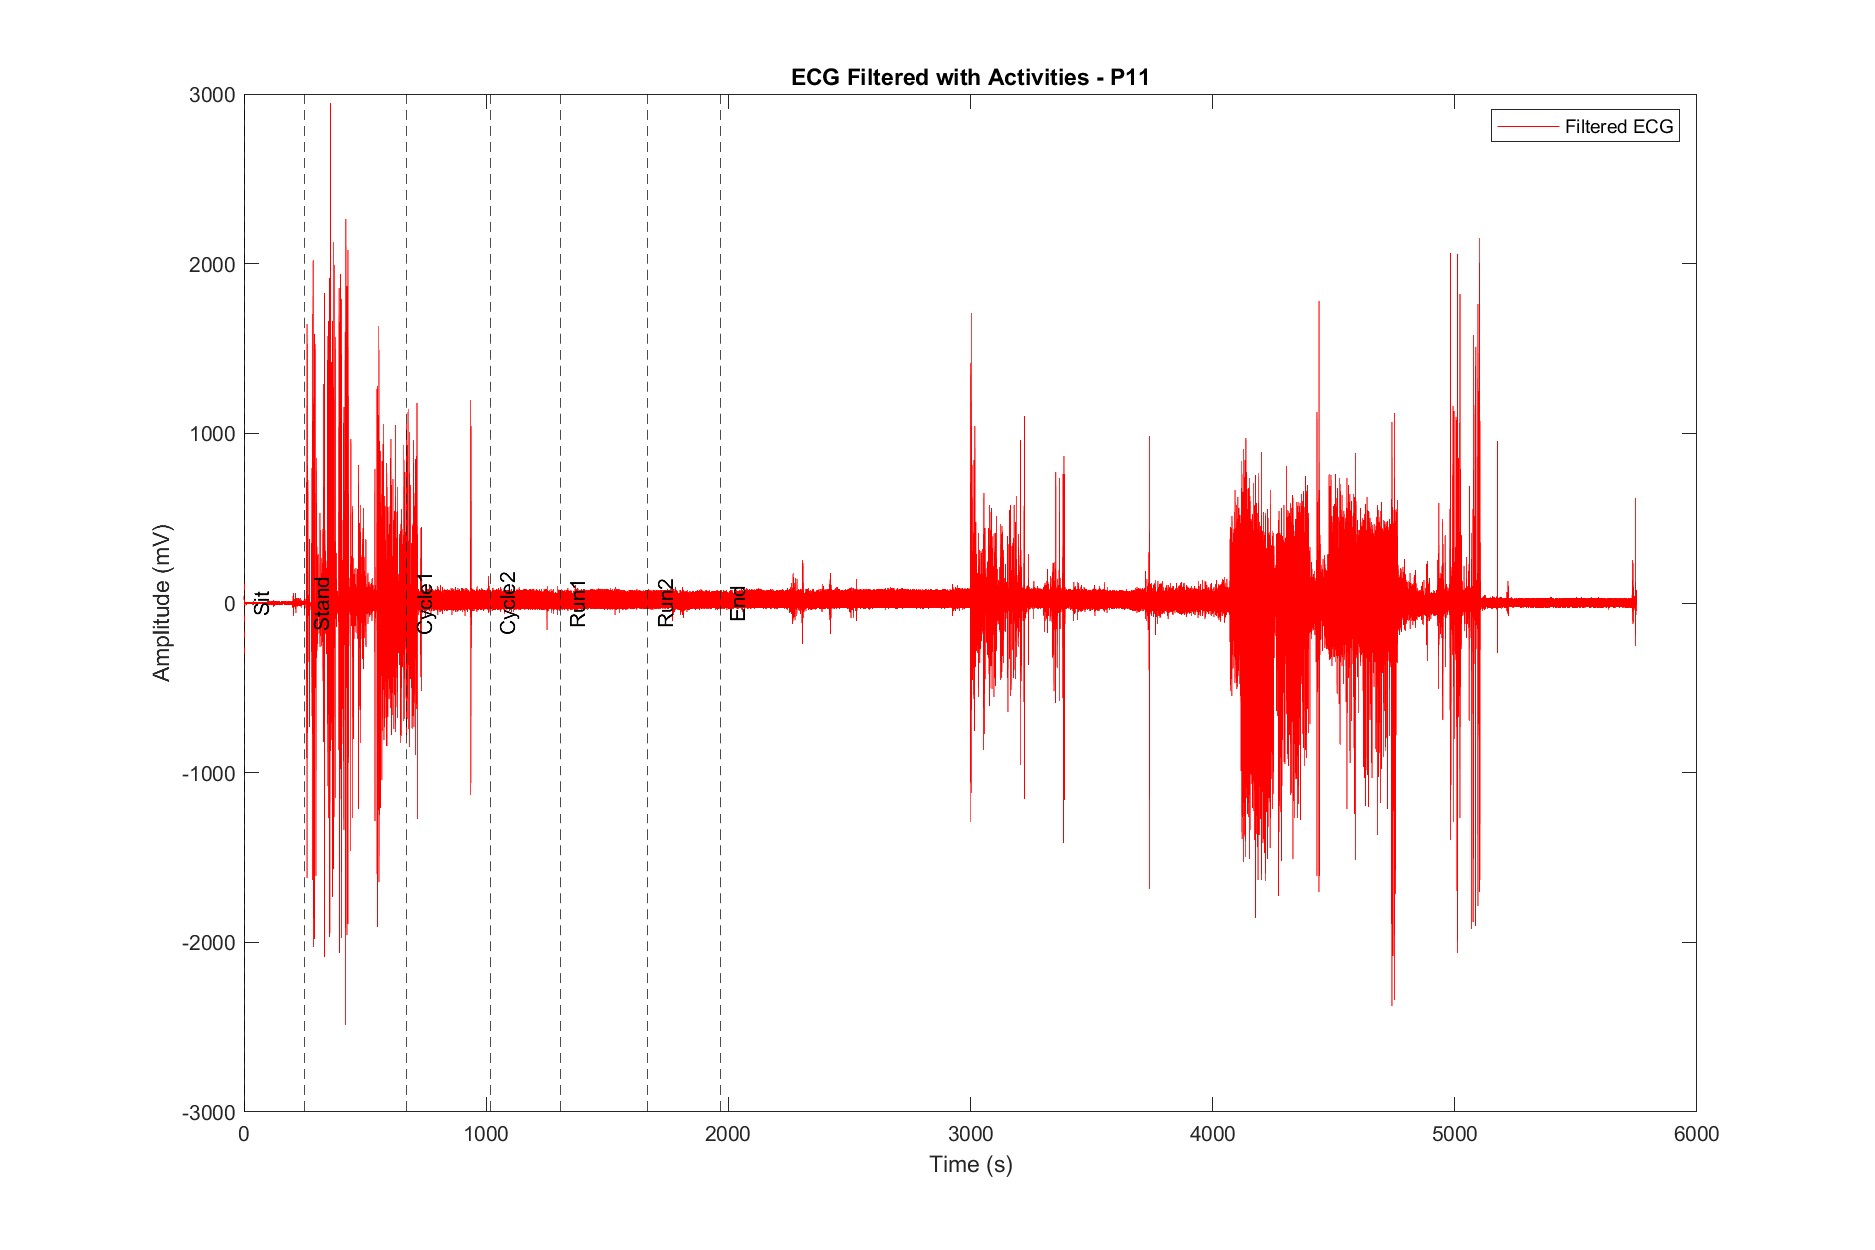 ECG Filtered with Activities - P11
Filtered ECG
3000
2000
1000
0
-1000
-2000
-3000
Amplitude (mV)
Sit
Stand
Cycle1
Cycle2
Run1
Run2
End
0 1000 2000 3000 4000 5000 6000
Time (s)